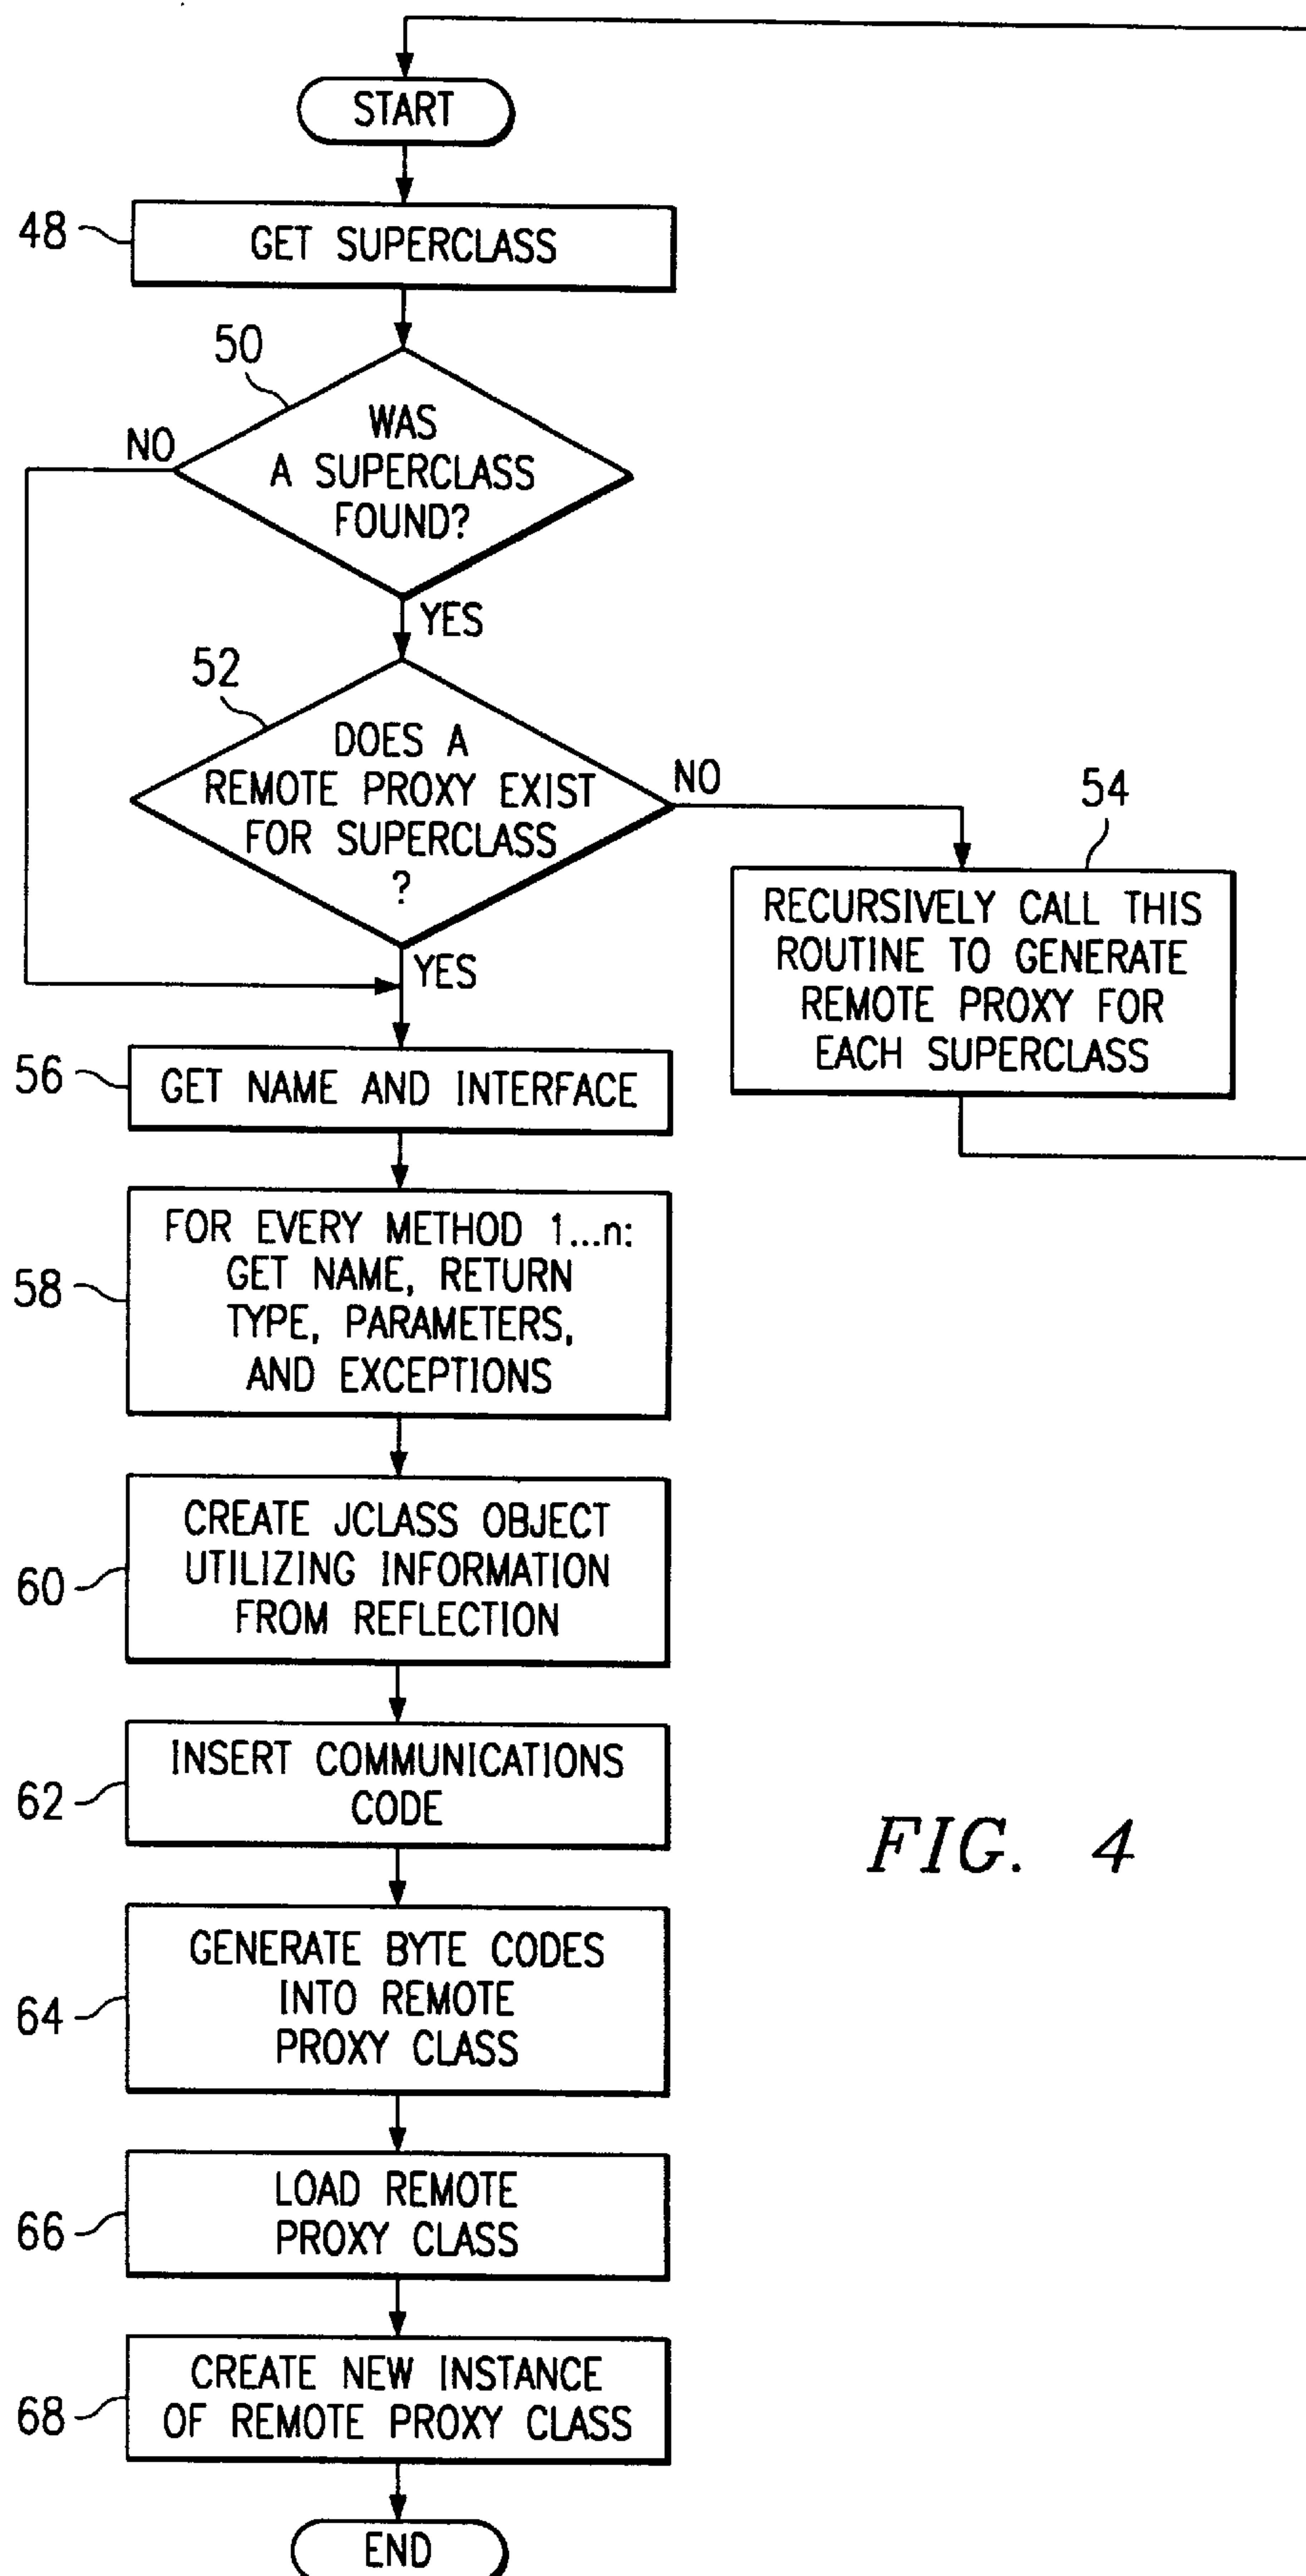 START
48
GET SUPERCLASS
50
NO
WAS
A SUPERCLASS
FOUND?
YES
52
DOES A
REMOTE PROXY EXIST
FOR SUPERCLASS
?
NO
YES
54
RECURSIVELY CALL THIS
ROUTINE TO GENERATE
REMOTE PROXY FOR
EACH SUPERCLASS
56
GET NAME AND INTERFACE
58
FOR EVERY METHOD 1...n:
GET NAME, RETURN
TYPE, PARAMETERS,
AND EXCEPTIONS
60
CREATE JCLASS OBJECT
UTILIZING INFORMATION
FROM REFLECTION
62
INSERT COMMUNICATIONS
CODE
FIG. 4
64
GENERATE BYTE CODES
INTO REMOTE
PROXY CLASS
66
LOAD REMOTE
PROXY CLASS
68
CREATE NEW INSTANCE
OF REMOTE PROXY CLASS
END